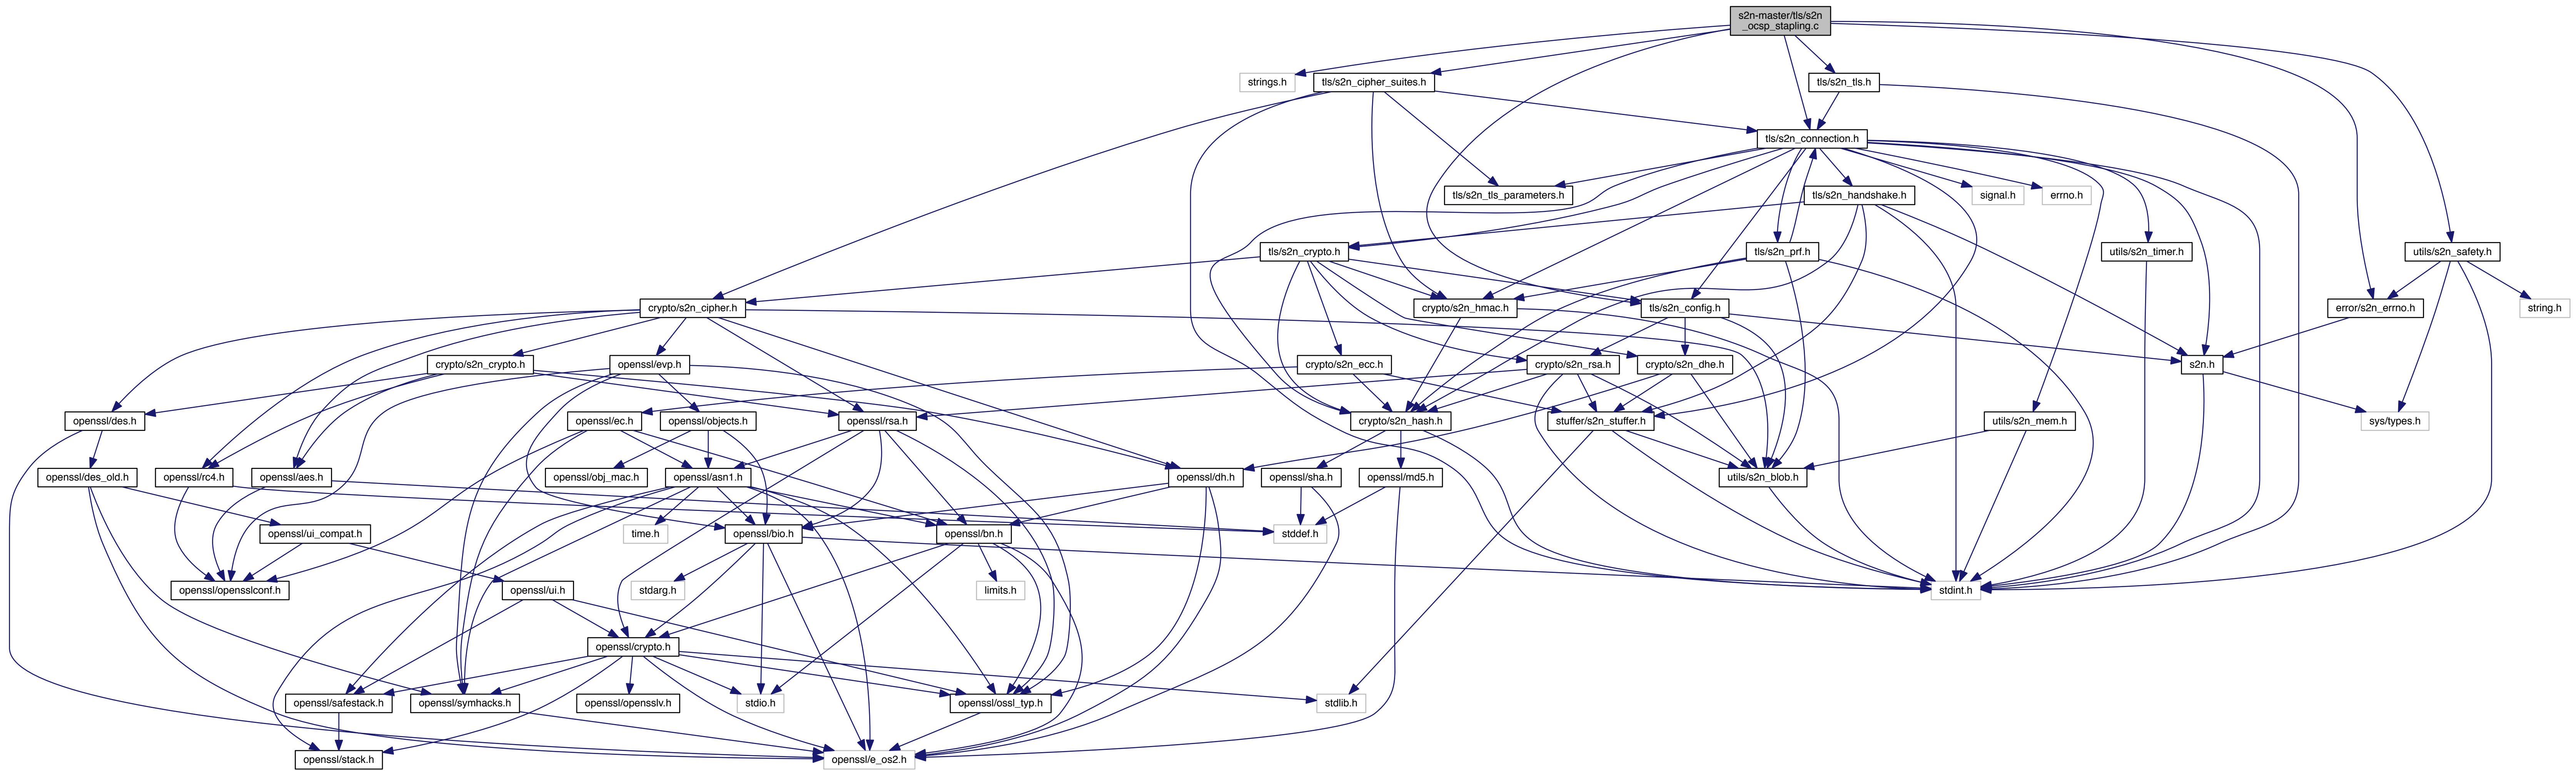 s2n-master/tls/s2n
_ocsp_stapling.c
strings.h
tls/s2n_cipher_suites.h
tls/s2n_tls.h
tls/s2n_connection.h
tls/s2n_tls_parameters.h
tls/s2n_handshake.h
signal.h
errno.h
tls/s2n_crypto.h
tls/s2n_prf.h
utils/s2n_timer.h
utils/s2n_safety.h
crypto/s2n_cipher.h
crypto/s2n_hmac.h
tls/s2n_config.h
error/s2n_errno.h
string.h
crypto/s2n_crypto.h
openssl/evp.h
crypto/s2n_ecc.h
crypto/s2n_rsa.h
crypto/s2n_dhe.h
s2n.h
openssl/des.h
openssl/ec.h
openssl/objects.h
openssl/rsa.h
crypto/s2n_hash.h
stuffer/s2n_stuffer.h
utils/s2n_mem.h
sys/types.h
openssl/des_old.h
openssl/rc4.h
openssl/aes.h
openssl/obj_mac.h
openssl/asn1.h
openssl/dh.h
openssl/sha.h
openssl/md5.h
utils/s2n_blob.h
openssl/ui_compat.h
time.h
openssl/bio.h
openssl/bn.h
stddef.h
openssl/opensslconf.h
openssl/ui.h
stdarg.h
limits.h
stdint.h
openssl/crypto.h
openssl/safestack.h
openssl/symhacks.h
openssl/opensslv.h
stdio.h
openssl/ossl_typ.h
stdlib.h
openssl/stack.h
openssl/e_os2.h